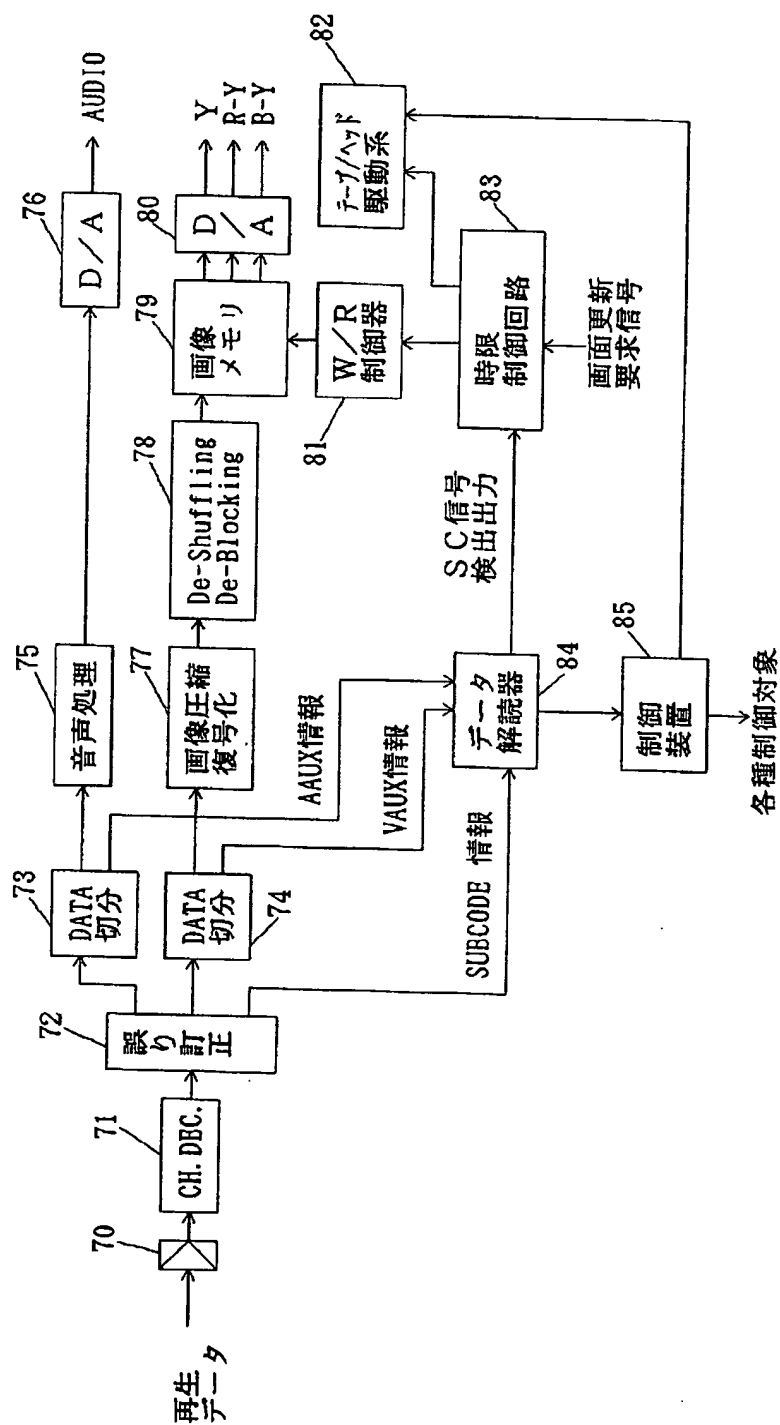 再生
データ
70
71
CH. DBC.
72
誤り訂正
73
DATA
切分
74
DATA
切分
75
音声処理
76
D/A
AUDIO
77
画像圧縮
復号化
78
De-Shuffling
De-Blocking
79
画像
メモリ
80
D/A
Y
R-Y
B-Y
AAUX情報
VAUX情報
SUBCODE 情報
81
W/R
制御器
82
テープ/ヘッド
駆動系
83
時限
制御回路
画面更新
要求信号
SC信号
検出出力
84
データ
解読器
85
制御
装置
各種制御対象